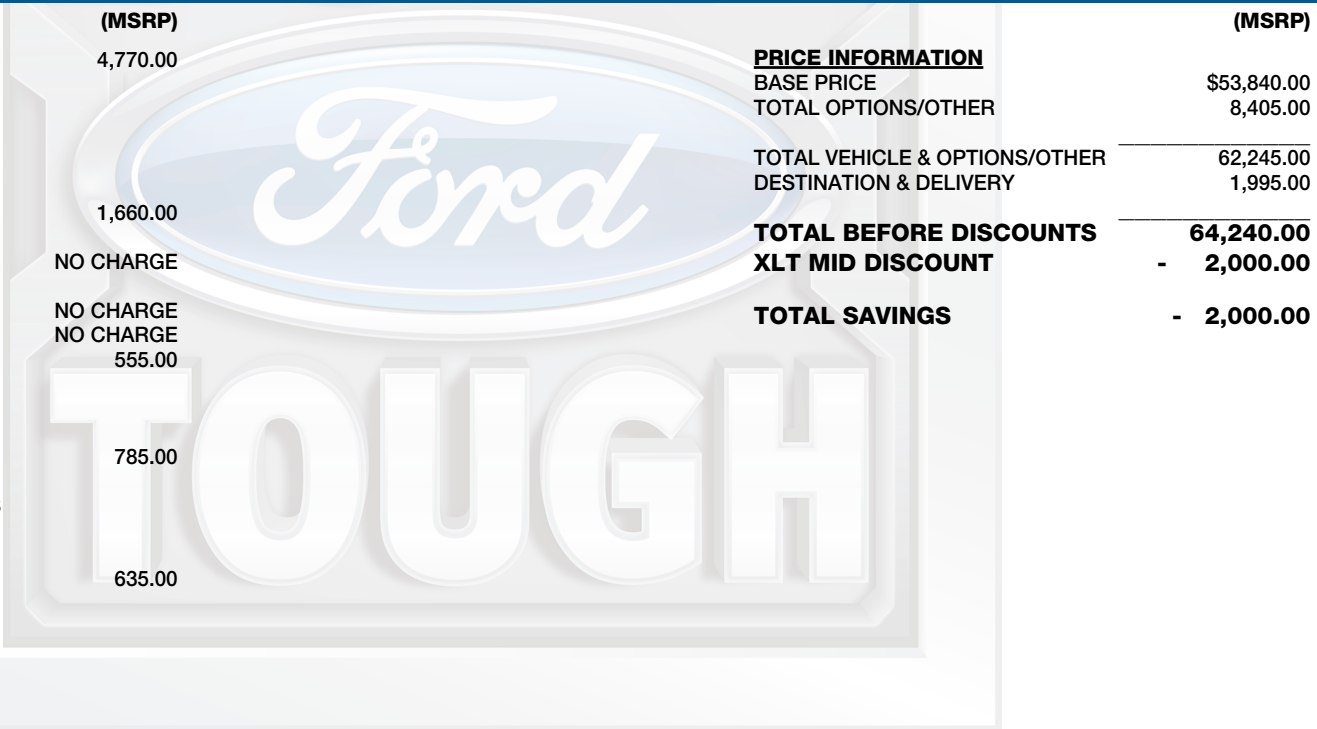 (MSRP)
4,770.00
1,660.00
NO CHARGE
NO CHARGE
NO CHARGE
555.00
785.00
635.00
Ford
TOUGH
(MSRP)
PRICE INFORMATION
BASE PRICE $53,840.00
TOTAL OPTIONS/OTHER 8,405.00
TOTAL VEHICLE & OPTIONS/OTHER 62,245.00
DESTINATION & DELIVERY 1,995.00
TOTAL BEFORE DISCOUNTS 64,240.00
XLT MID DISCOUNT - 2,000.00
TOTAL SAVINGS - 2,000.00